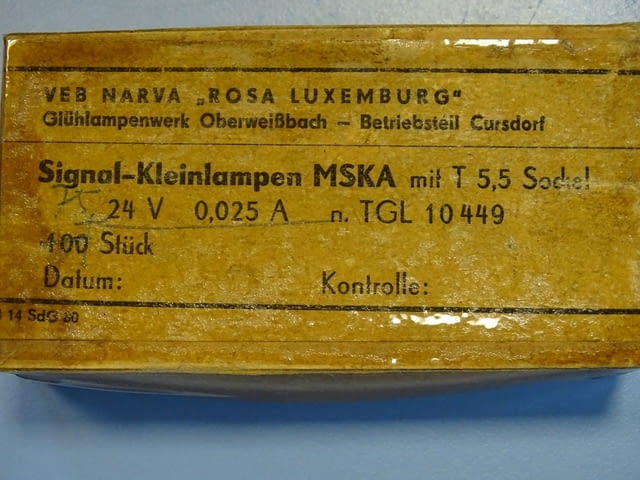 VEB NARVA „ROSA LUXEMBURG“
Glühlampenwerk Oberweißbach – Betriebsteil Cursdorf
Signal-Kleinlampen MSKA mit T 5,5 Sockel
24 V 0,025 A n. TGL 10 449
100 Stück
Datum: Kontrolle:
14 SdG 80